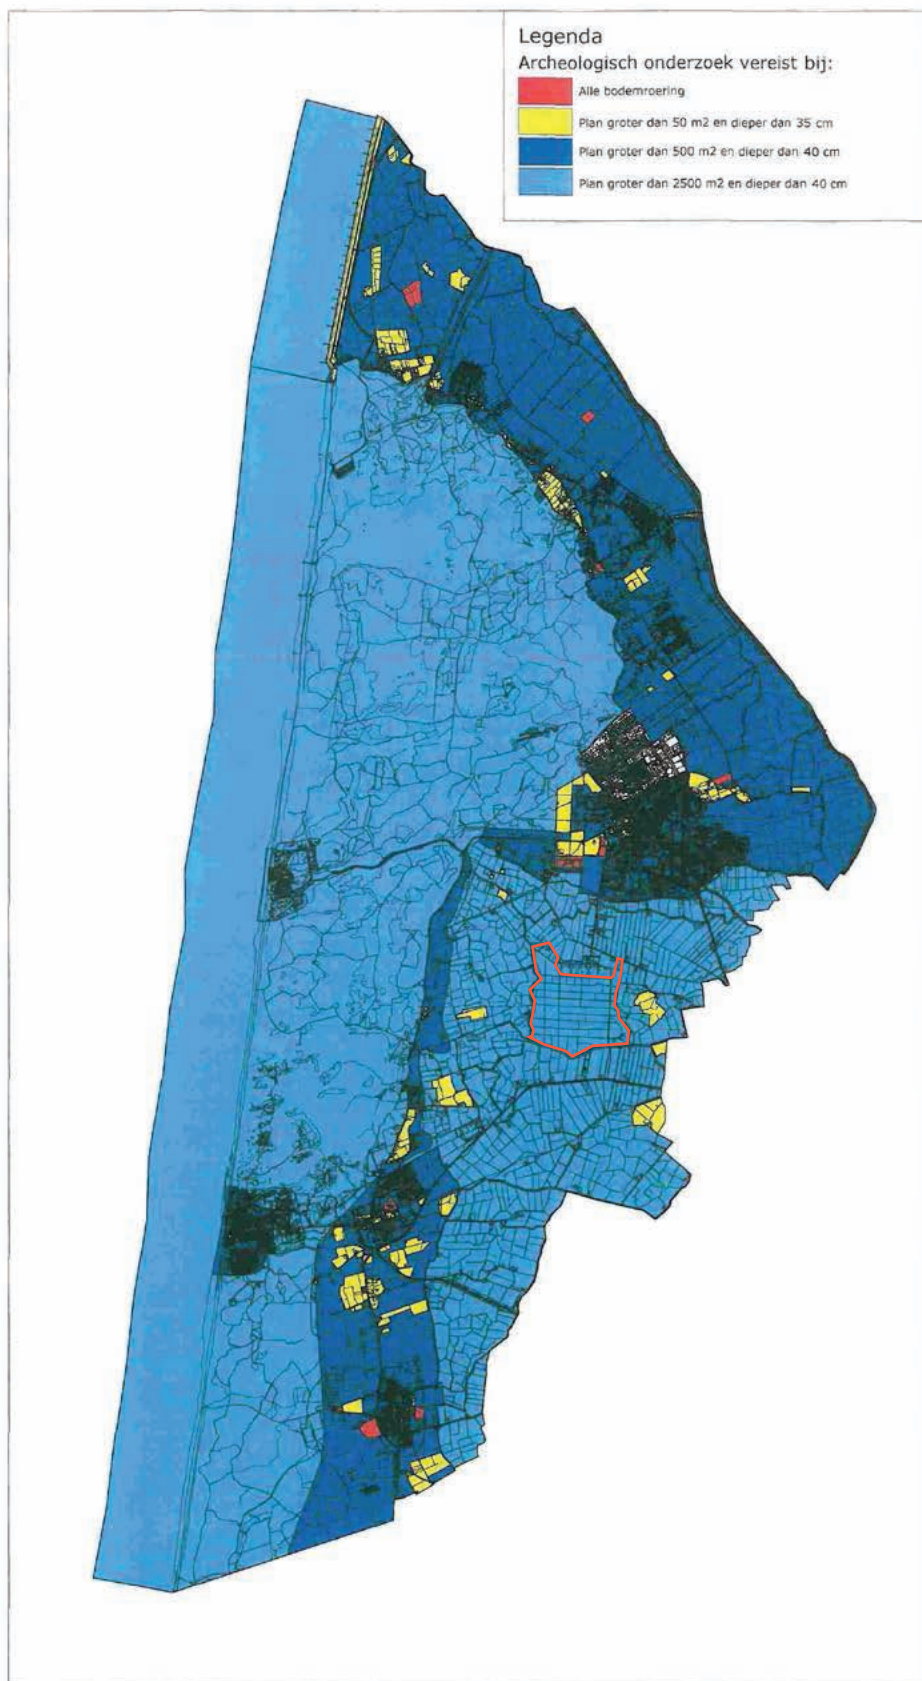 Legenda
Archeologisch onderzoek vereist bij:
Alle bodemroering
Plan groter dan 50 m2 en dieper dan 35 cm
Plan groter dan 500 m2 en dieper dan 40 cm
Plan groter dan 2500 m2 en dieper dan 40 cm